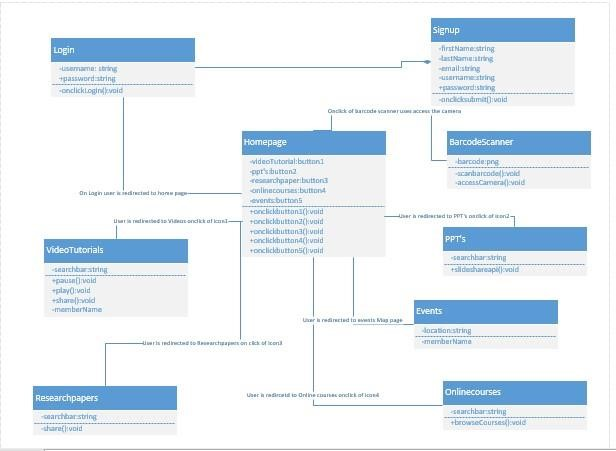 Login
-username: string
+password:string
-onclickLogin():void
Signup
-firstName:string
-lastName:string
-email:string
-username:string
+password:string
-onclicksubmit():void
Onclick of barcode scanner uses access the camera
Homepage
-videoTutorial:button1
-ppt's:button2
-researchpaper:button3
-onlinecourses:button4
-events:button5
+onclickbutton1():void
+onclickbutton2():void
+onclickbutton3():void
+onclickbutton4():void
+onclickbutton5():void
BarcodeScanner
-barcode:png
-scanbarcode():void
-accessCamera():void
On Login user is redirected to home page
User is redirected to Videos onclick of icon1
User is redirected to PPT's onclick of icon2
VideoTutorials
-searchbar:string
+pause():void
+play():void
+share():void
-memberName
PPT's
-searchbar:string
+slideshareapi():void
Events
-location:string
-memberName
User is redirected to events Map page
User is redirected to Researchpapers on click of icon3
Researchpapers
-searchbar:string
-share():void
User is redirceted to Online courses onclick of icon4
Onlinecourses
-searchbar:string
+browseCourses():void